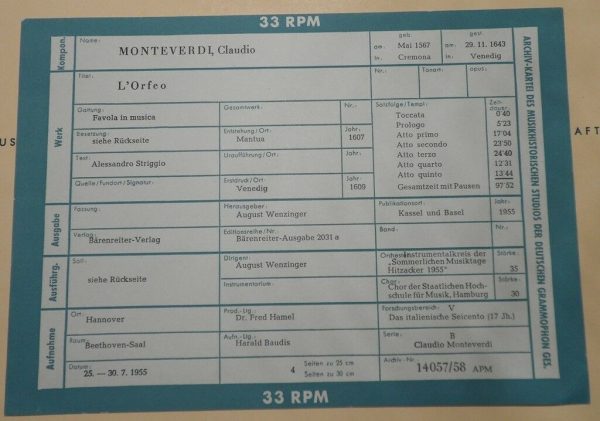 33 RPM
Kompon.
Name:
MONTEVERDI, Claudio
geb.
am: Mai 1567
in: Cremona
gest.
am: 29. 11. 1643
in: Venedig
Werk
Titel:
L'Orfeo
Nr.:
Tonart:
opus:
Gattung:
Favola in musica
Gesamtwerk:
Nr.:
Besetzung:
siehe Rückseite
Entstehung/Ort:
Mantua
Jahr:
1607
Text:
Alessandro Striggio
Uraufführung/Ort:
Jahr:
Quelle/Fundort/Signatur:
Erstdruck/Ort:
Venedig
Jahr:
1609
Satzfolge/Tempi:
Zeitdauer:
Toccata 0'40
Prologo 5'23
Atto primo 17'04
Atto secondo 23'50
Atto terzo 24'40
Atto quarto 12'31
Atto quinto 13'44
Gesamtzeit mit Pausen 97'52
Ausgabe
Fassung:
Herausgeber:
August Wenzinger
Publikationsort:
Kassel und Basel
Jahr:
1955
Verlag:
Bärenreiter-Verlag
Editionsreihe/Nr.:
Bärenreiter-Ausgabe 2031 a
Band:
Nr.:
Ausführg.
Soli:
siehe Rückseite
Dirigent:
August Wenzinger
Instrumentarium:
Orchester:
Instrumentalkreis der
"Sommerlichen Musiktage
Hitzacker 1955"
Stärke:
35
Chor:
Chor der Staatlichen Hoch-
schule für Musik, Hamburg
Stärke:
30
Aufnahme
Ort:
Hannover
Prod.-Ltg.:
Dr. Fred Hamel
Forschungsbereich: V
Das italienische Seicento (17 Jh.)
Raum:
Beethoven-Saal
Aufn.-Ltg.:
Harald Baudis
Serie: B
Claudio Monteverdi
Datum:
25. — 30. 7. 1955
4
Seiten zu 25 cm
Seiten zu 30 cm
Archiv-Nr.
14057/58 APM
ARCHIV-KARTEI DES MUSIKHISTORISCHEN STUDIOS DER DEUTSCHEN GRAMMOPHON GES.
33 RPM
US
AFT